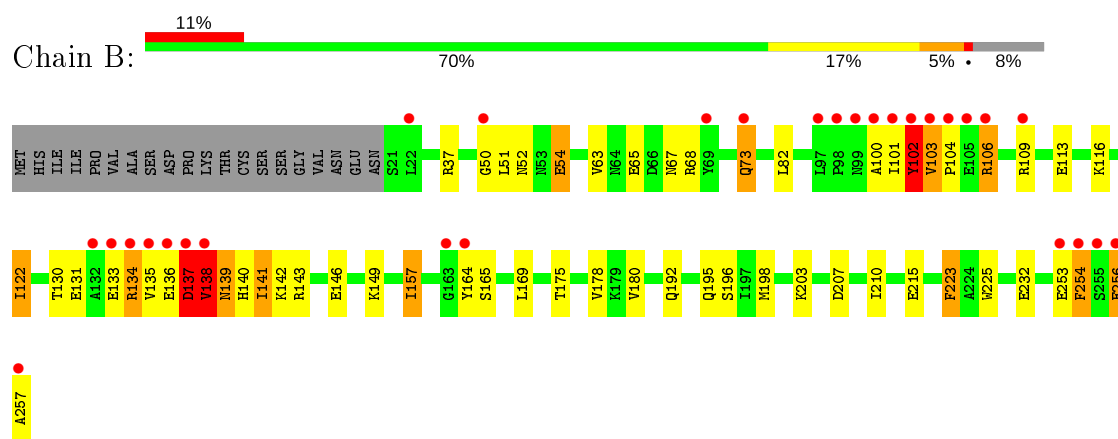 11%
Chain B:
70% 17% 5% • 8%
MET HIS ILE ILE PRO VAL ALA SER ASP PRO LYS THR CYS SER SER GLY VAL ASN GLU ASN S21 L22 R37 G50 L51 N52 N53 E54 V63 N64 E65 D66 N67 R68 Y69 Q73 L82 L97 P98 N99 A100 I101 Y102 V103 P104 E105 R106 R109 E113 K116
I122 T130 E131 A132 E133 R134 V135 E136 D137 V138 N139 H140 I141 K142 R143 E146 K149 I157 G163 Y164 S165 L169 T175 V178 K179 V180 Q192 Q195 S196 I197 M198 K203 D207 I210 E215 F223 A224 W225 E232 E253 F254 S255
A257